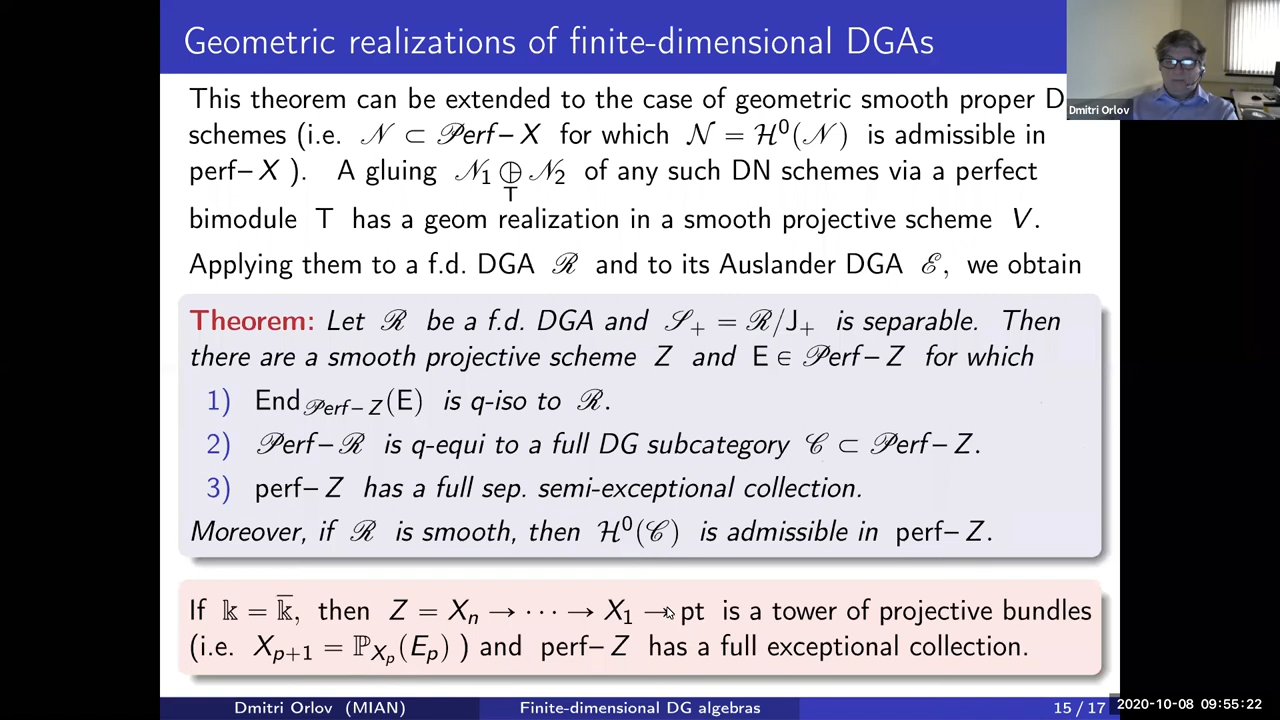 Geometric realizations of finite-dimensional DGAs
Dmitri Orlov
This theorem can be extended to the case of geometric smooth proper D
schemes (i.e. 𝒩 ⊂ 𝒫erf–X for which 𝒩 = ℋ⁰(𝒩) is admissible in
perf–X ). A gluing 𝒩₁ ⊕ 𝒩₂ of any such DN schemes via a perfect
T
bimodule T has a geom realization in a smooth projective scheme V.
Applying them to a f.d. DGA ℛ and to its Auslander DGA ℰ, we obtain
Theorem: Let ℛ be a f.d. DGA and 𝒮₊ = ℛ/J₊ is separable. Then
there are a smooth projective scheme Z and E ∈ 𝒫erf–Z for which
1) End_{𝒫erf–Z}(E) is q-iso to ℛ.
2) 𝒫erf–ℛ is q-equi to a full DG subcategory 𝒞 ⊂ 𝒫erf–Z.
3) perf–Z has a full sep. semi-exceptional collection.
Moreover, if ℛ is smooth, then ℋ⁰(𝒞) is admissible in perf–Z.
If 𝕜 = 𝕜̅, then Z = Xₙ → ··· → X₁ → pt is a tower of projective bundles
(i.e. X_{p+1} = ℙ_{X_p}(E_p) ) and perf–Z has a full exceptional collection.
Dmitri Orlov (MIAN) Finite-dimensional DG algebras 15 / 17
2020-10-08 09:55:22